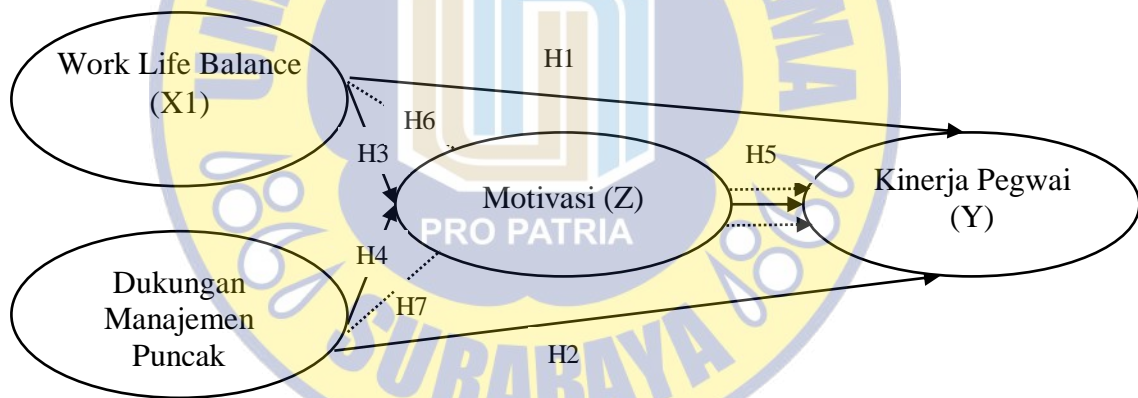 Work Life Balance
(X1)
H1
H6
H3
H5
Motivasi (Z)
Kinerja Pegwai
(Y)
PRO PATRIA
H4
H7
Dukungan
Manajemen
Puncak
H2
SURABAYA